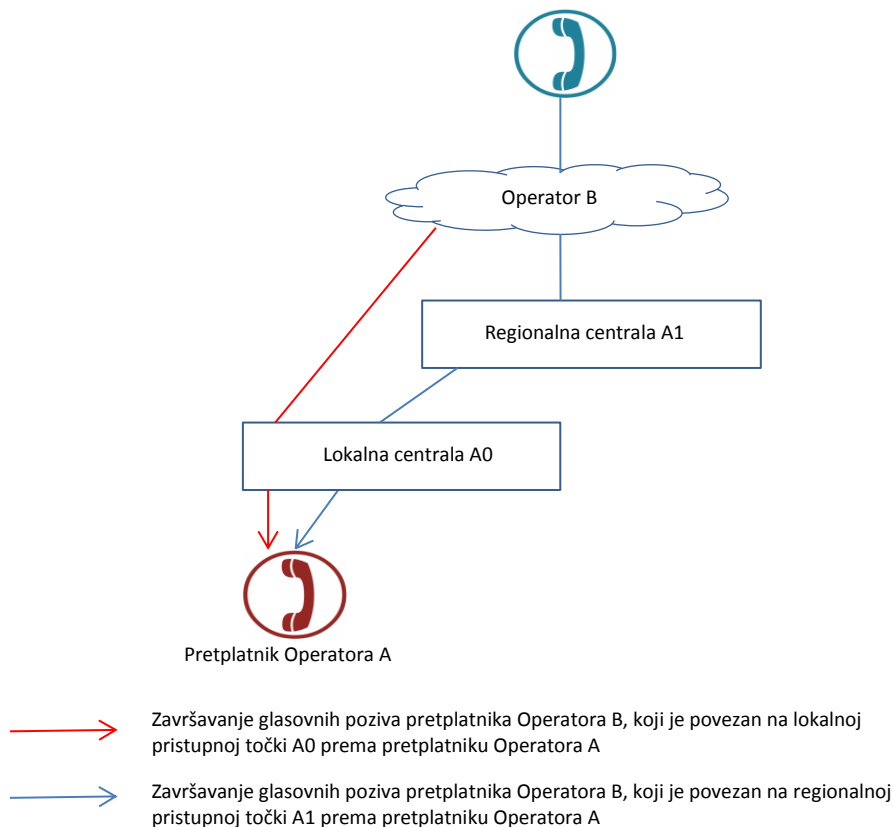 Operator B
Regionalna centrala A1
Lokalna centrala A0
Pretplatnik Operatora A
Završavanje glasovnih poziva pretplatnika Operatora B, koji je povezan na lokalnoj
pristupnoj točki A0 prema pretplatniku Operatora A
Završavanje glasovnih poziva pretplatnika Operatora B, koji je povezan na regionalnoj
pristupnoj točki A1 prema pretplatniku Operatora A